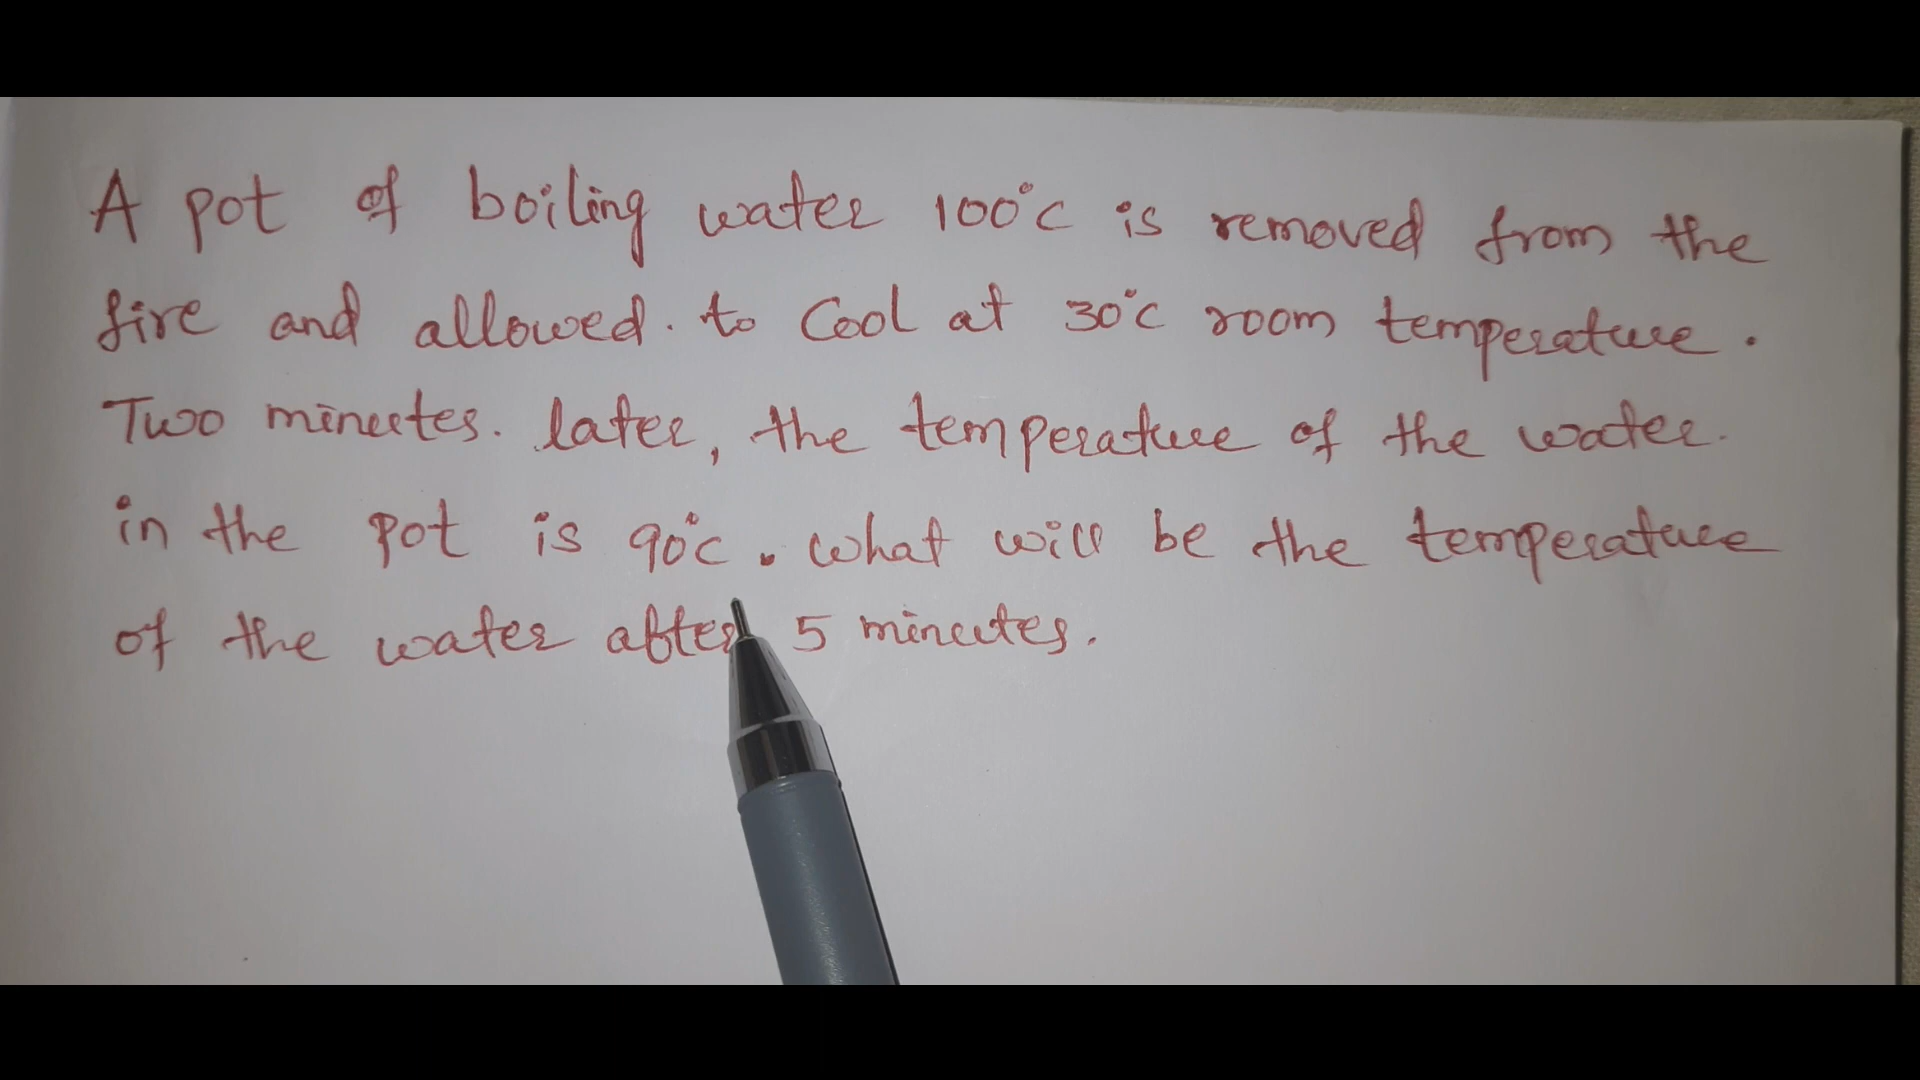 A pot of boiling water 100°C is removed from the
fire and allowed. to cool at 30°C room temperature.
Two minutes. later, the temperature of the water.
in the pot is 90°C. what will be the temperature
of the water after 5 minutes.